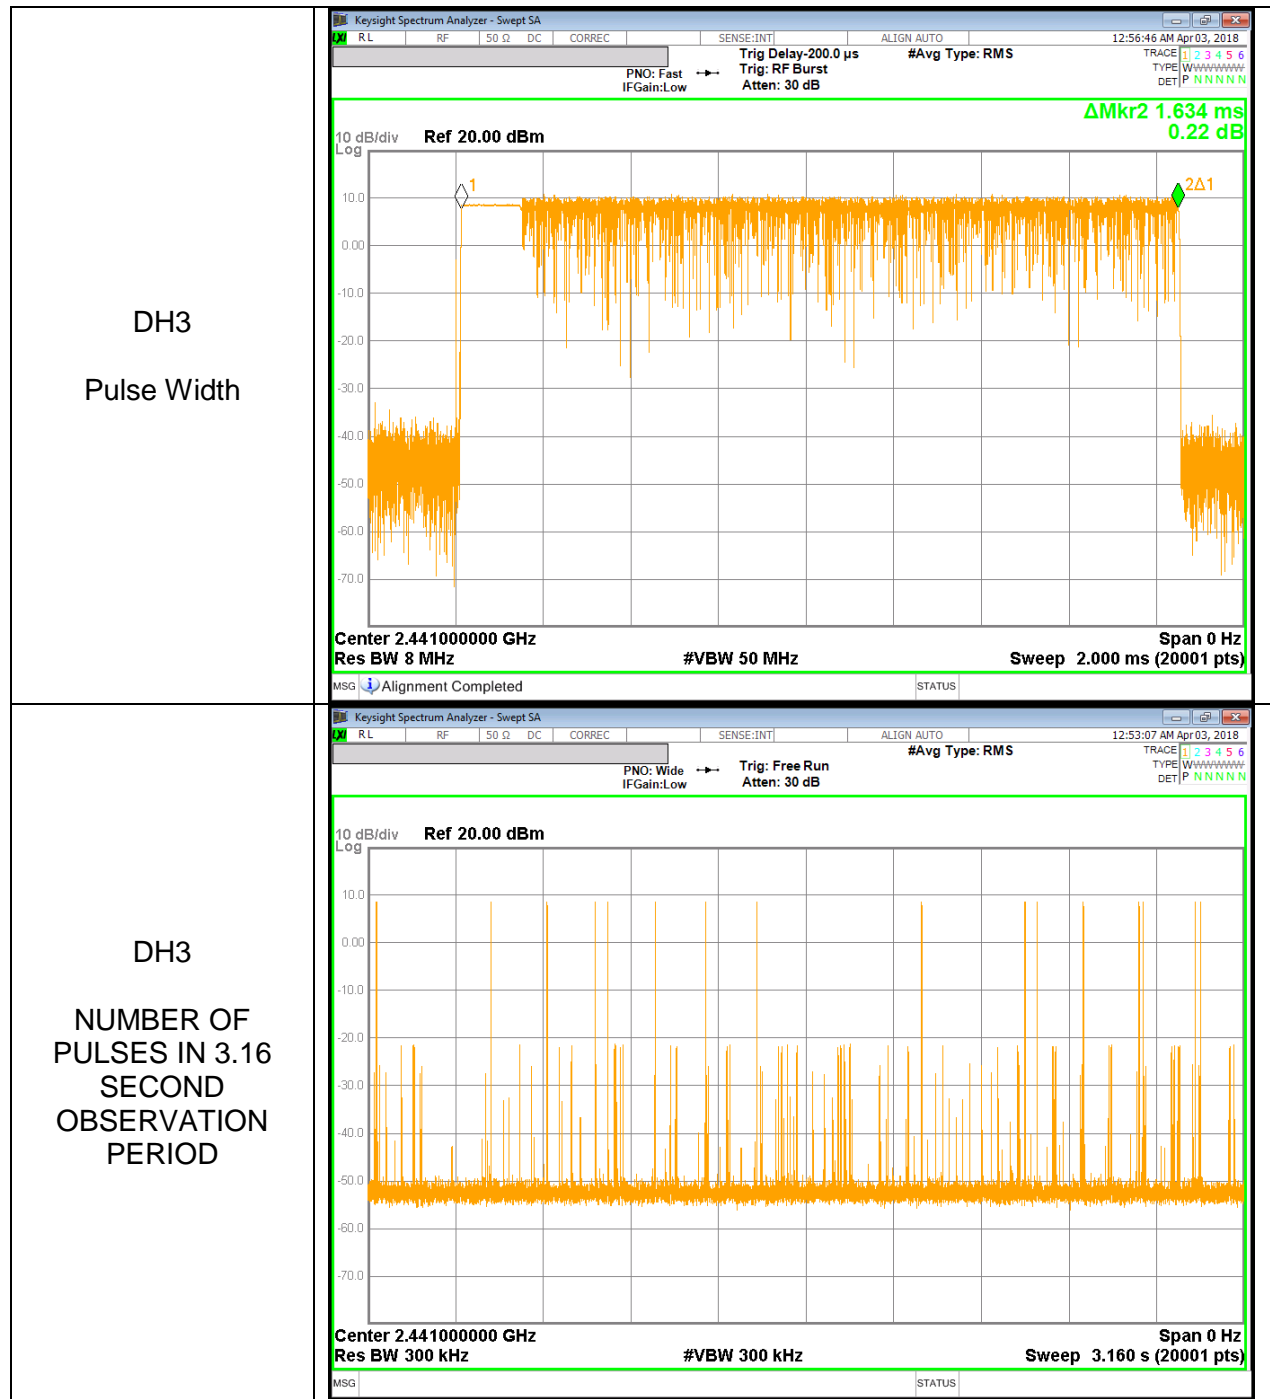 DH3
Pulse Width
Keysight Spectrum Analyzer - Swept SA
LXI RL RF 50 Ω DC CORREC SENSE:INT ALIGN AUTO 12:56:46 AM Apr 03, 2018
Trig Delay-200.0 µs #Avg Type: RMS TRACE 1 2 3 4 5 6
PNO: Fast Trig: RF Burst TYPE WWWWWW
IFGain:Low Atten: 30 dB DET P N N N N N
ΔMkr2 1.634 ms
0.22 dB
10 dB/div Ref 20.00 dBm
Log
1
2Δ1
10.0
0.00
-10.0
-20.0
-30.0
-40.0
-50.0
-60.0
-70.0
Center 2.441000000 GHz Span 0 Hz
Res BW 8 MHz #VBW 50 MHz Sweep 2.000 ms (20001 pts)
MSG Alignment Completed STATUS
DH3
NUMBER OF
PULSES IN 3.16
SECOND
OBSERVATION
PERIOD
Keysight Spectrum Analyzer - Swept SA
LXI RL RF 50 Ω DC CORREC SENSE:INT ALIGN AUTO 12:53:07 AM Apr 03, 2018
#Avg Type: RMS TRACE 1 2 3 4 5 6
PNO: Wide Trig: Free Run TYPE WWWWWW
IFGain:Low Atten: 30 dB DET P N N N N N
10 dB/div Ref 20.00 dBm
Log
10.0
0.00
-10.0
-20.0
-30.0
-40.0
-50.0
-60.0
-70.0
Center 2.441000000 GHz Span 0 Hz
Res BW 300 kHz #VBW 300 kHz Sweep 3.160 s (20001 pts)
MSG STATUS